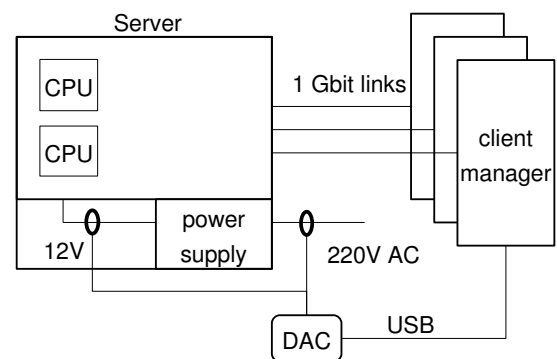 Server
CPU
CPU
1 Gbit links
client
manager
12V
power
supply
220V AC
DAC
USB